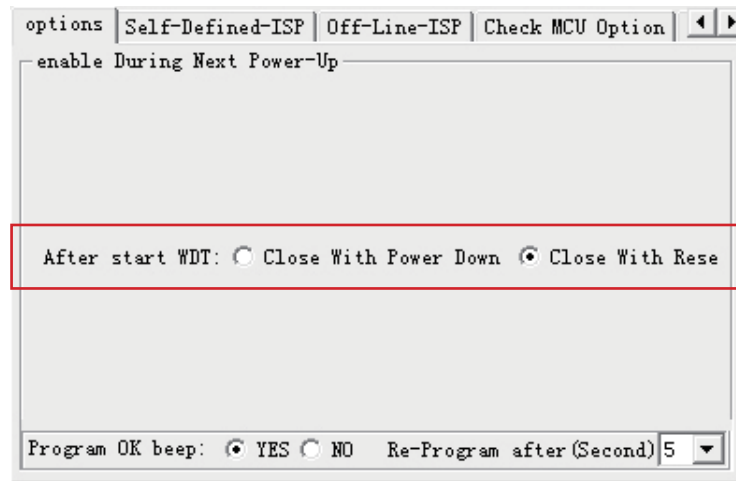 options Self-Defined-ISP Off-Line-ISP Check MCU Option
enable During Next Power-Up
After start WDT: Close With Power Down Close With Rese
Program OK beep: YES NO Re-Program after(Second) 5